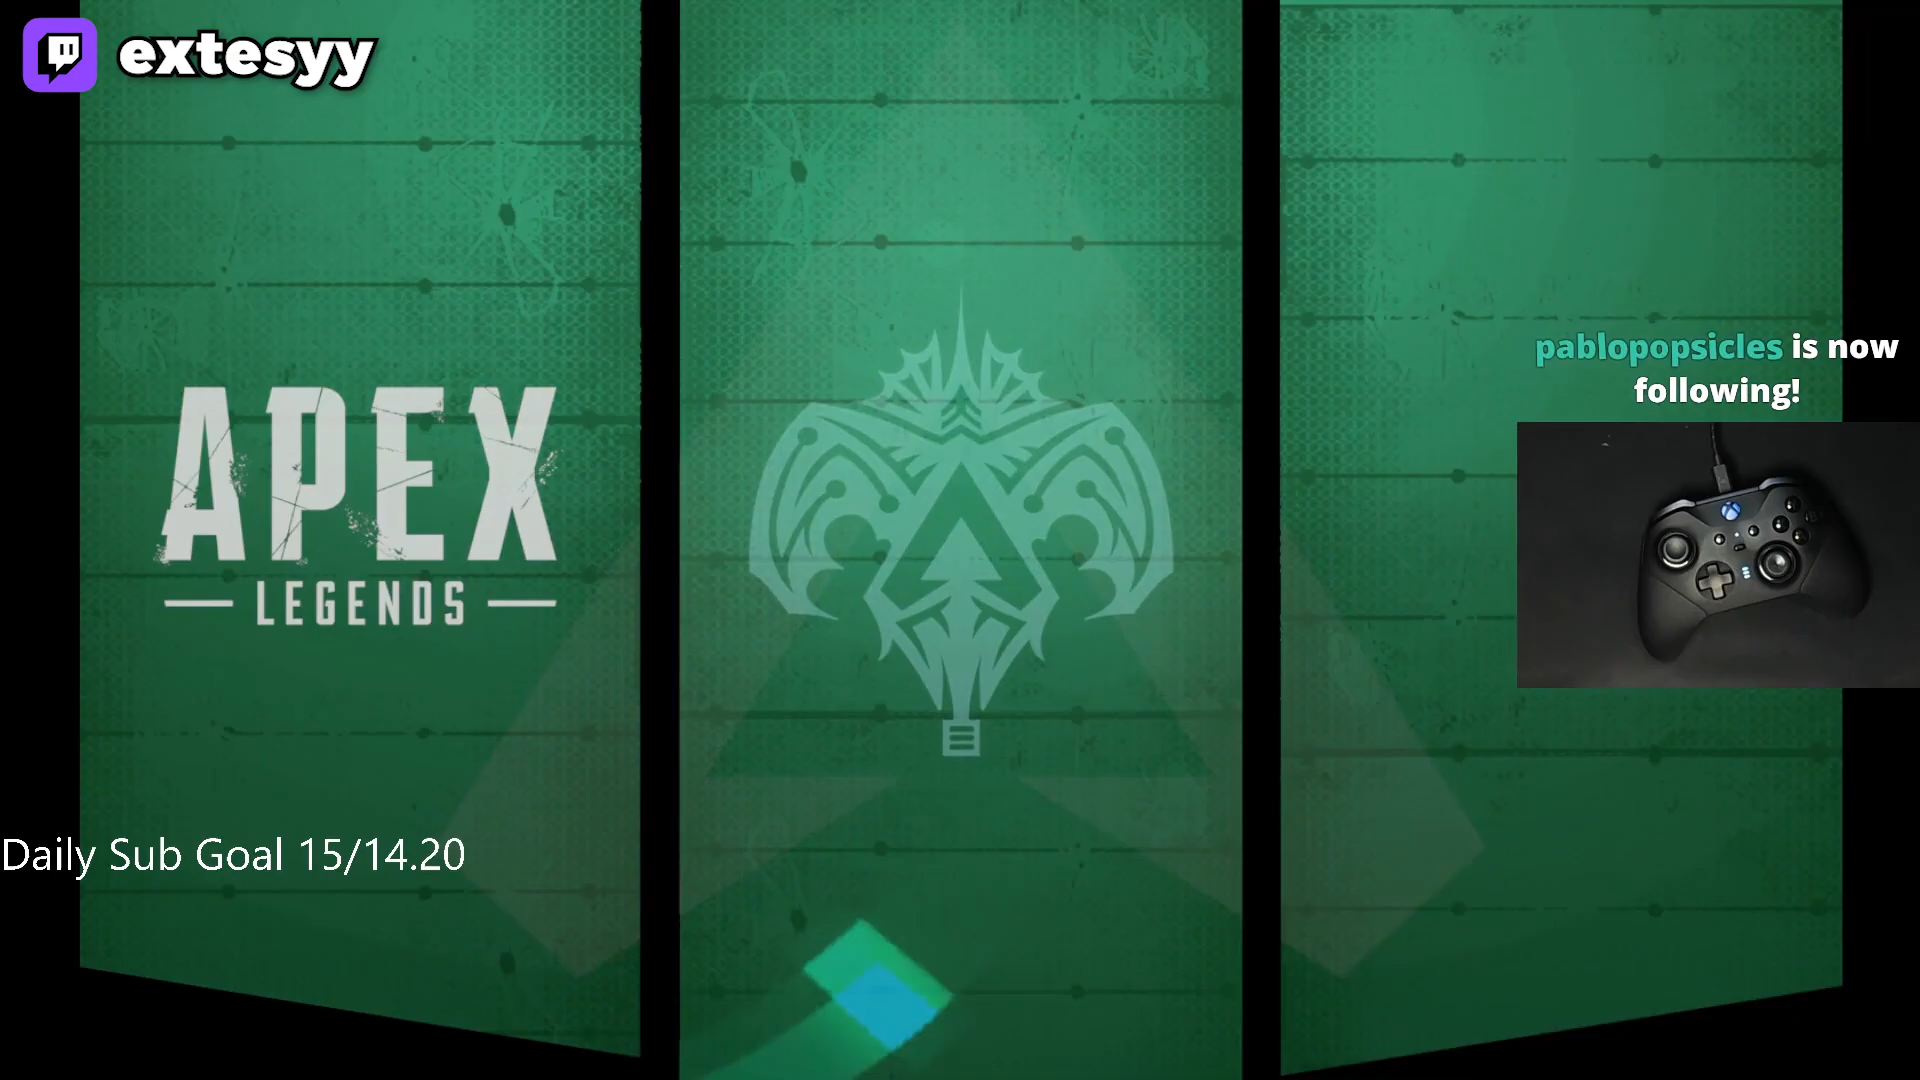 extesyy
APEX
LEGENDS
pablopopsicles is now
following!
Daily Sub Goal 15/14.20